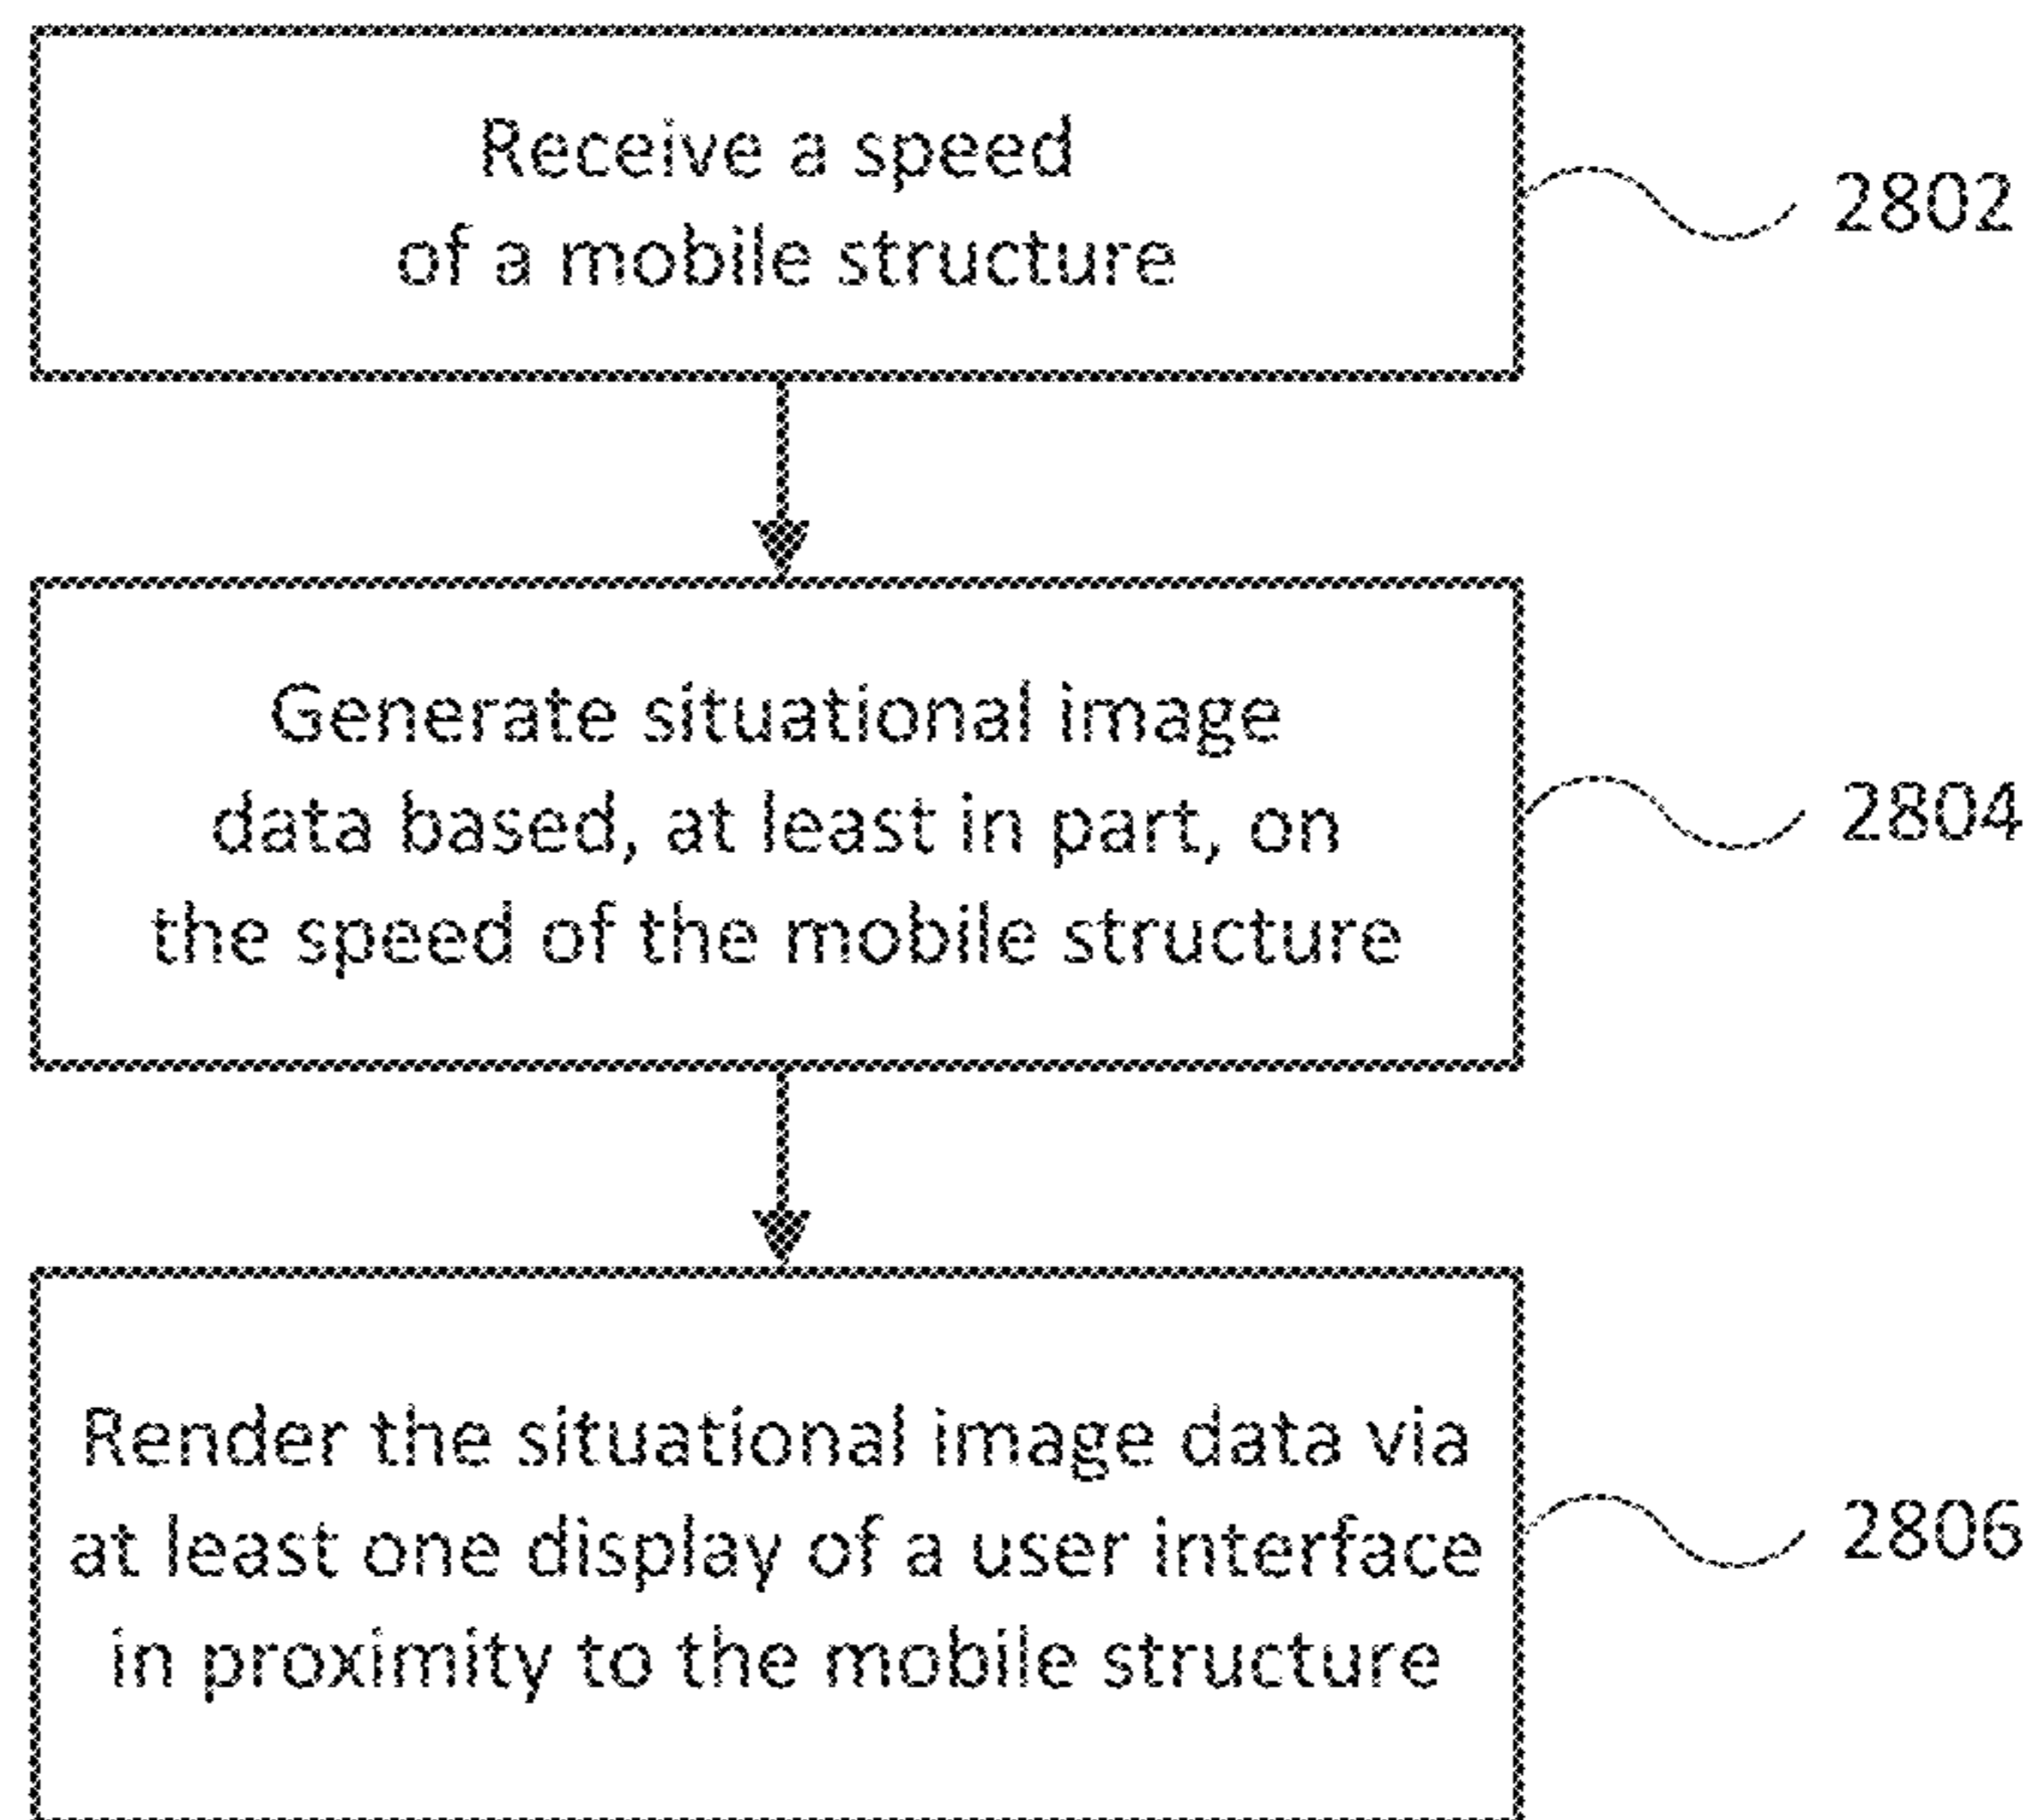 Receive a speed
of a mobile structure
2802
Generate situational image
data based, at least in part, on
the speed of the mobile structure
2804
Render the situational image data via
at least one display of a user interface
in proximity to the mobile structure
2806